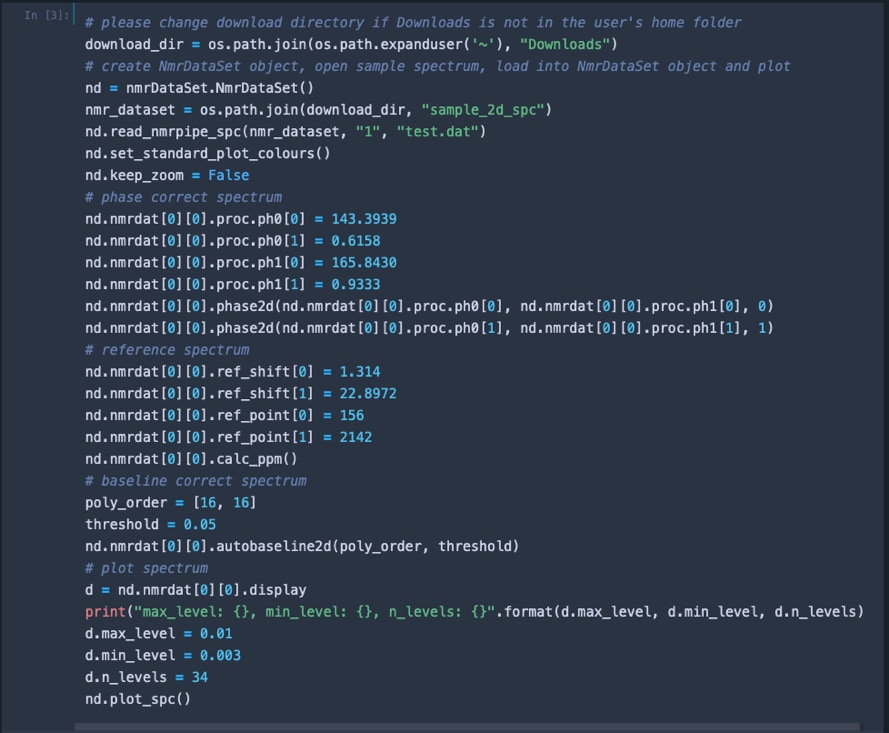 In [3]:
# please change download directory if Downloads is not in the user's home folder
download_dir = os.path.join(os.path.expanduser('~'), "Downloads")
# create NmrDataSet object, open sample spectrum, load into NmrDataSet object and plot
nd = nmrDataSet.NmrDataSet()
nmr_dataset = os.path.join(download_dir, "sample_2d_spc")
nd.read_nmrpipe_spc(nmr_dataset, "1", "test.dat")
nd.set_standard_plot_colours()
nd.keep_zoom = False
# phase correct spectrum
nd.nmrdat[0][0].proc.ph0[0] = 143.3939
nd.nmrdat[0][0].proc.ph0[1] = 0.6158
nd.nmrdat[0][0].proc.ph1[0] = 165.8430
nd.nmrdat[0][0].proc.ph1[1] = 0.9333
nd.nmrdat[0][0].phase2d(nd.nmrdat[0][0].proc.ph0[0], nd.nmrdat[0][0].proc.ph1[0], 0)
nd.nmrdat[0][0].phase2d(nd.nmrdat[0][0].proc.ph0[1], nd.nmrdat[0][0].proc.ph1[1], 1)
# reference spectrum
nd.nmrdat[0][0].ref_shift[0] = 1.314
nd.nmrdat[0][0].ref_shift[1] = 22.8972
nd.nmrdat[0][0].ref_point[0] = 156
nd.nmrdat[0][0].ref_point[1] = 2142
nd.nmrdat[0][0].calc_ppm()
# baseline correct spectrum
poly_order = [16, 16]
threshold = 0.05
nd.nmrdat[0][0].autobaseline2d(poly_order, threshold)
# plot spectrum
d = nd.nmrdat[0][0].display
print("max_level: {}, min_level: {}, n_levels: {}".format(d.max_level, d.min_level, d.n_levels)
d.max_level = 0.01
d.min_level = 0.003
d.n_levels = 34
nd.plot_spc()